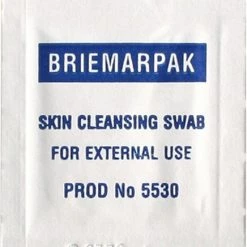 BRIEMARPAK
SKIN CLEANSING SWAB
FOR EXTERNAL USE
PROD No 5530